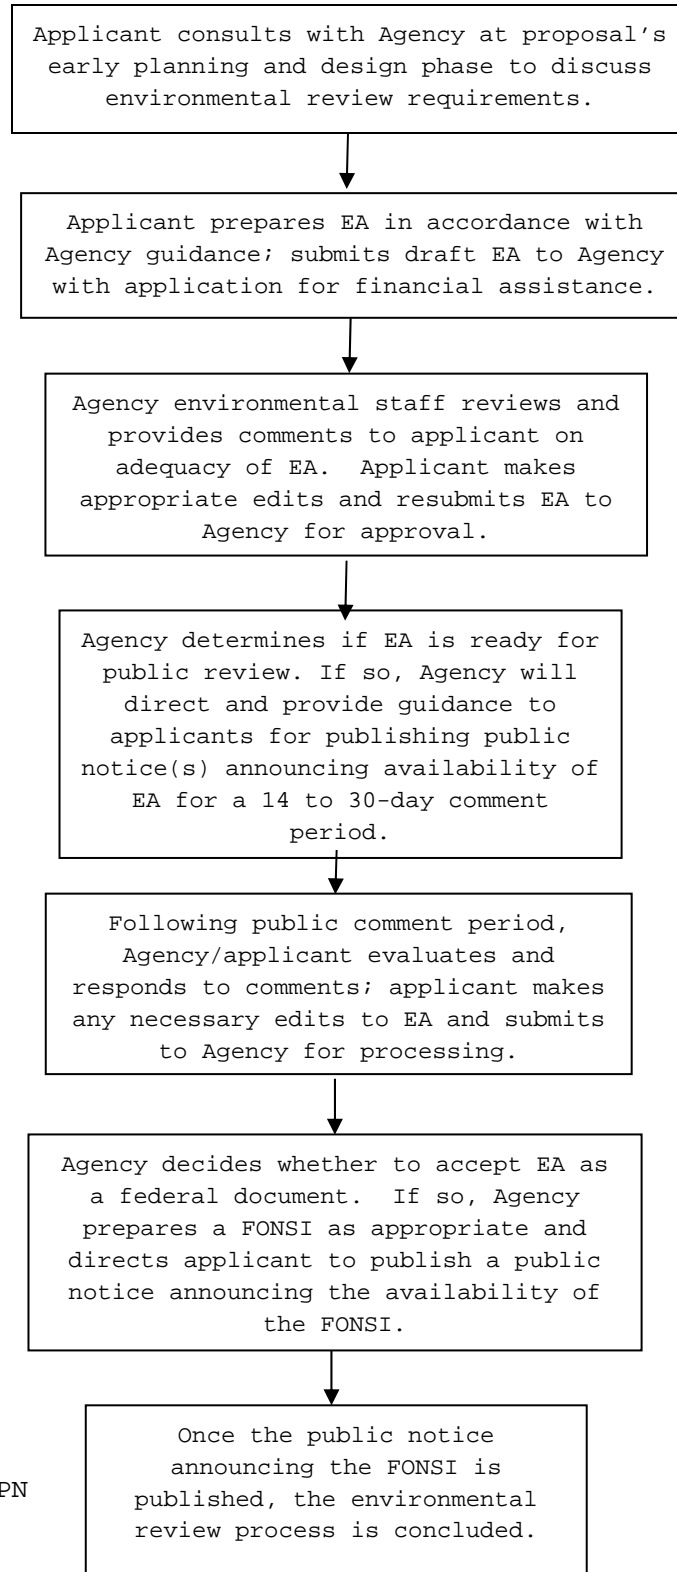 Applicant consults with Agency at proposal's
early planning and design phase to discuss
environmental review requirements.
Applicant prepares EA in accordance with
Agency guidance; submits draft EA to Agency
with application for financial assistance.
Agency environmental staff reviews and
provides comments to applicant on
adequacy of EA.  Applicant makes
appropriate edits and resubmits EA to
Agency for approval.
Agency determines if EA is ready for
public review. If so, Agency will
direct and provide guidance to
applicants for publishing public
notice(s) announcing availability of
EA for a 14 to 30-day comment
period.
Following public comment period,
Agency/applicant evaluates and
responds to comments; applicant makes
any necessary edits to EA and submits
to Agency for processing.
Agency decides whether to accept EA as
a federal document.  If so, Agency
prepares a FONSI as appropriate and
directs applicant to publish a public
notice announcing the availability of
the FONSI.
Once the public notice
announcing the FONSI is
published, the environmental
review process is concluded.
PN